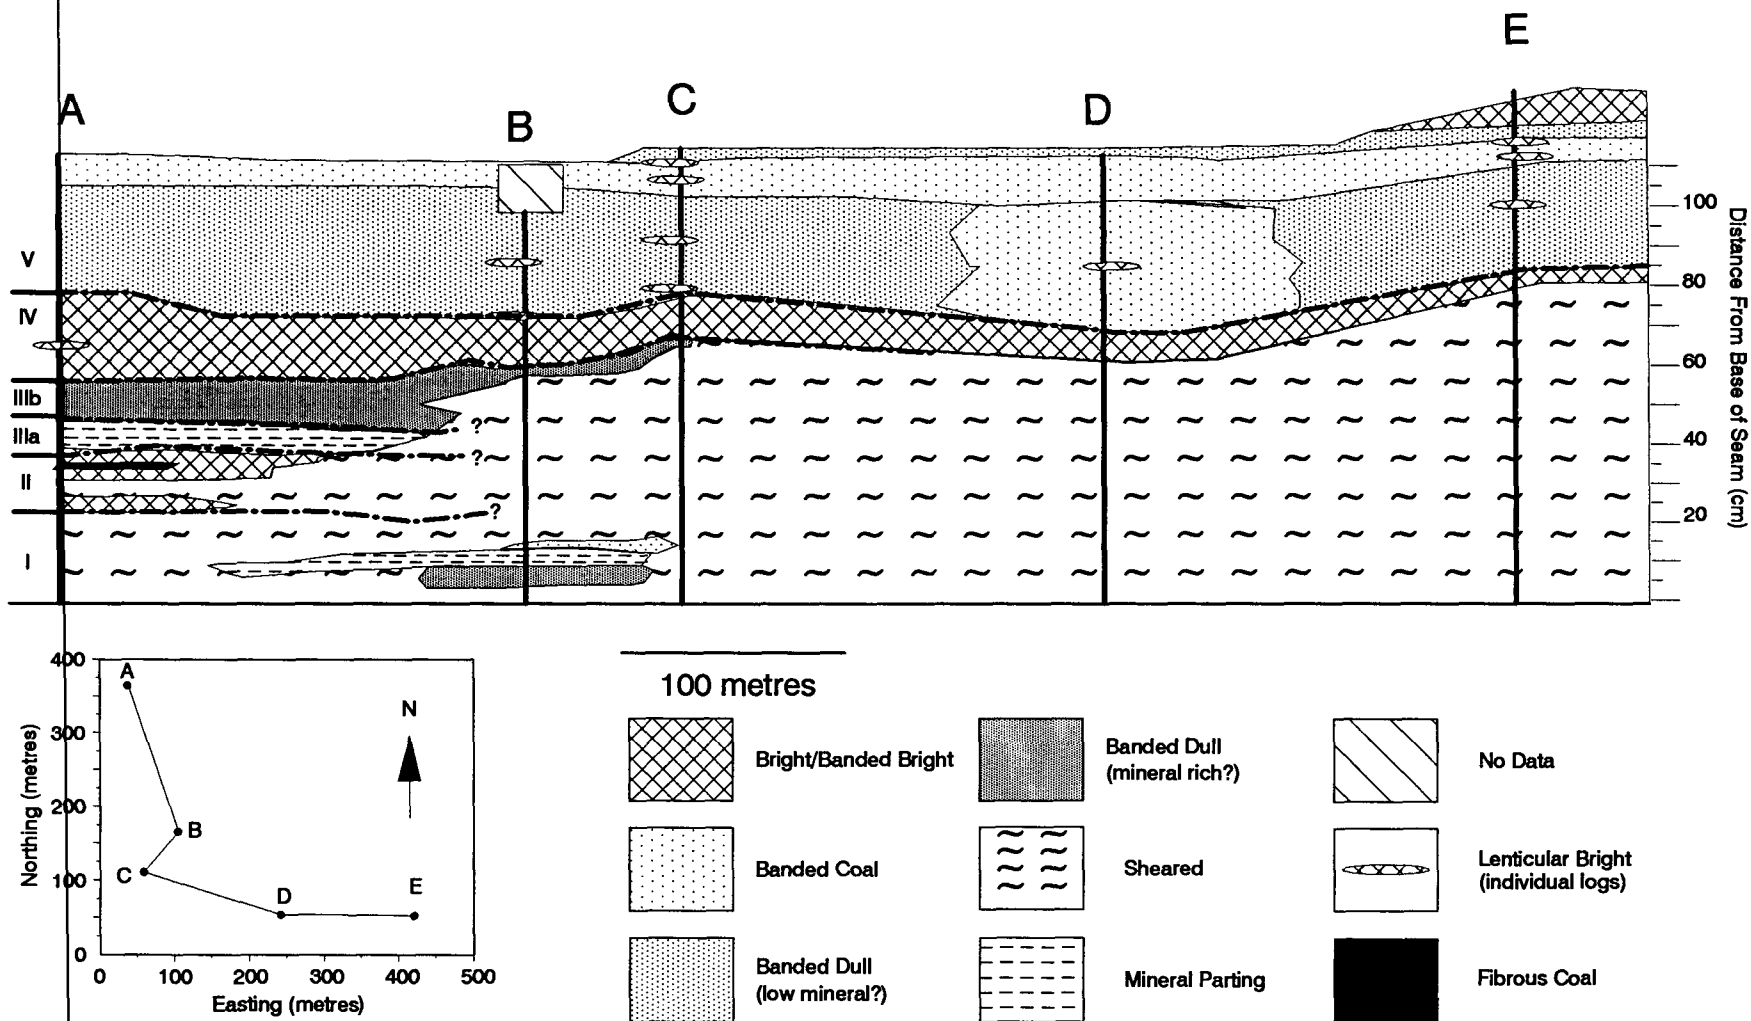 E
A
B
C
D
V
IV
IIIb
IIIa
II
I
?
?
?
100
80
60
40
20
Distance From Base of Seam (cm)
400
300
200
100
0
Northing (metres)
0 100 200 300 400 500
Easting (metres)
A
B
C
D
E
N
100 metres
Bright/Banded Bright
Banded Dull
(mineral rich?)
No Data
Banded Coal
Sheared
Lenticular Bright
(individual logs)
Banded Dull
(low mineral?)
Mineral Parting
Fibrous Coal